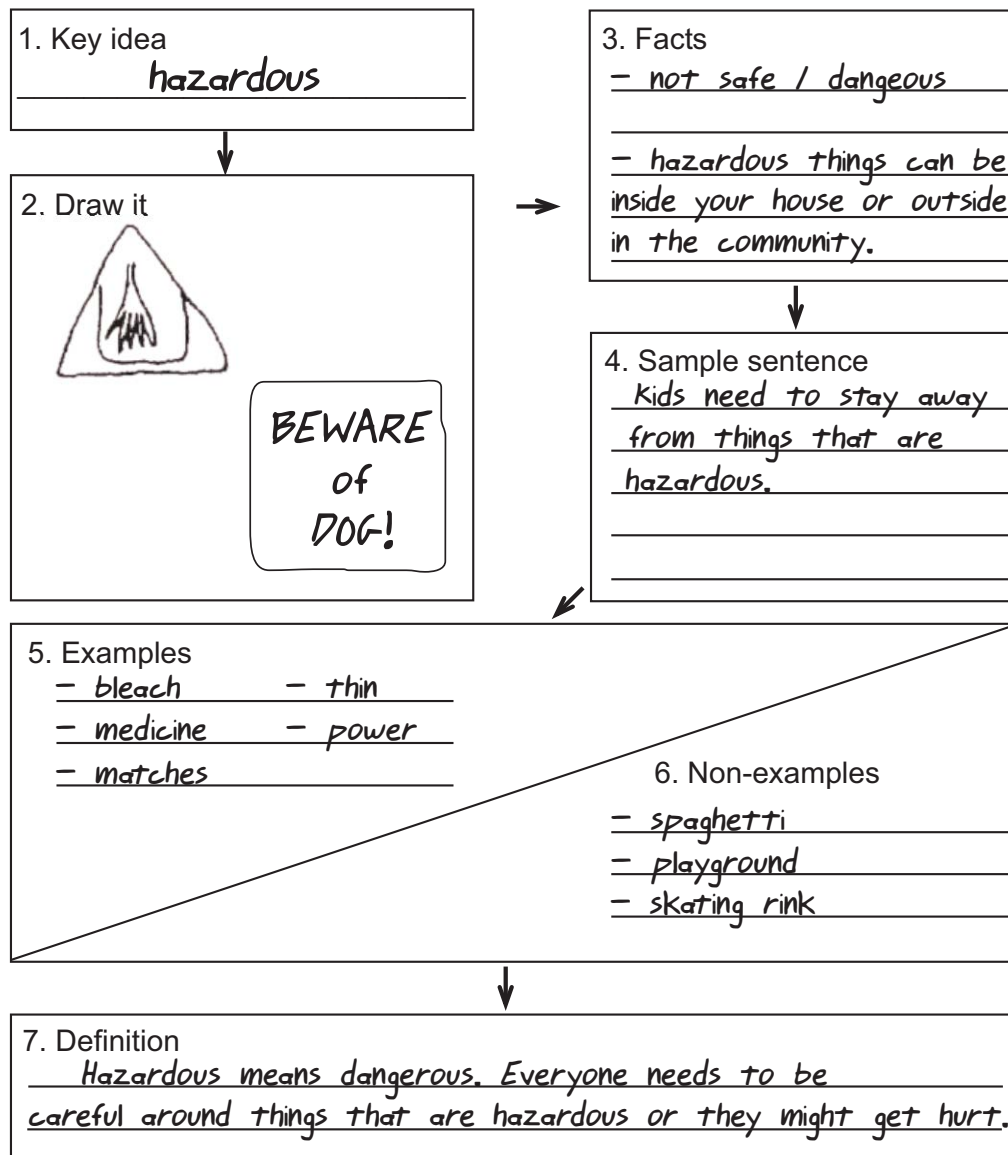 1. Key idea
hazardous
2. Draw it
BEWARE
of
DOG!
3. Facts
- not safe / dangeous
- hazardous things can be
inside your house or outside
in the community.
4. Sample sentence
Kids need to stay away
from things that are
hazardous.
5. Examples
- bleach - thin
- medicine - power
- matches
6. Non-examples
- spaghetti
- playground
- skating rink
7. Definition
Hazardous means dangerous. Everyone needs to be
careful around things that are hazardous or they might get hurt.